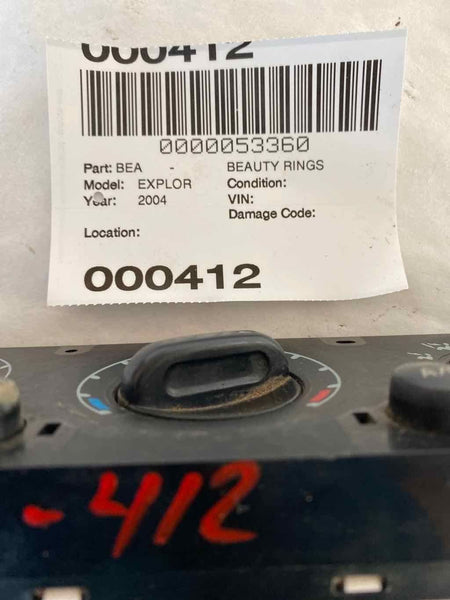 000412
0000053360
Part: BEA - BEAUTY RINGS
Model: EXPLOR Condition:
Year: 2004 VIN:
Damage Code:
Location:
000412
-412